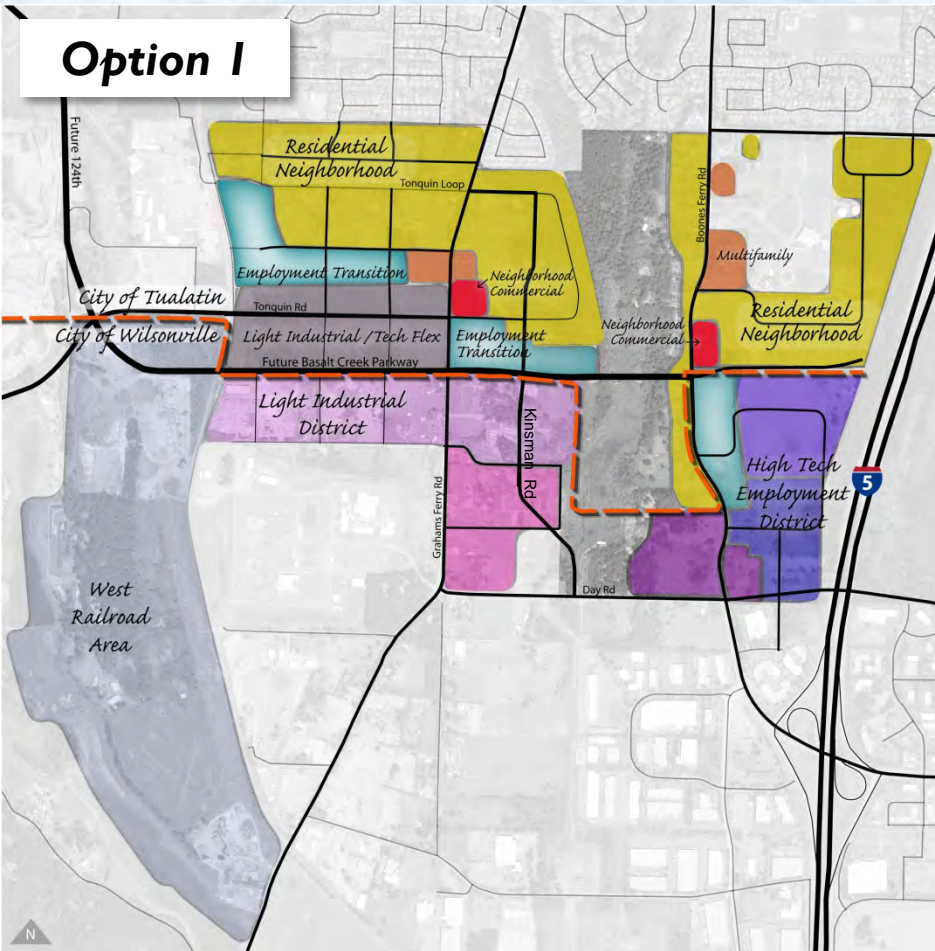 Option 1
Future 124th
Residential
Neighborhood
Tonquin Loop
Boones Ferry Rd
Multifamily
Employment Transition
Neighborhood
Commercial
City of Tualatin
Tonquin Rd
Residential
Neighborhood
City of Wilsonville
Light Industrial /Tech Flex
Employment
Transition
Neighborhood
Commercial
Future Basalt Creek Parkway
Light Industrial
District
Kinsman Rd
High Tech
Employment
District
5
Grahams Ferry Rd
West
Railroad
Area
Day Rd
N